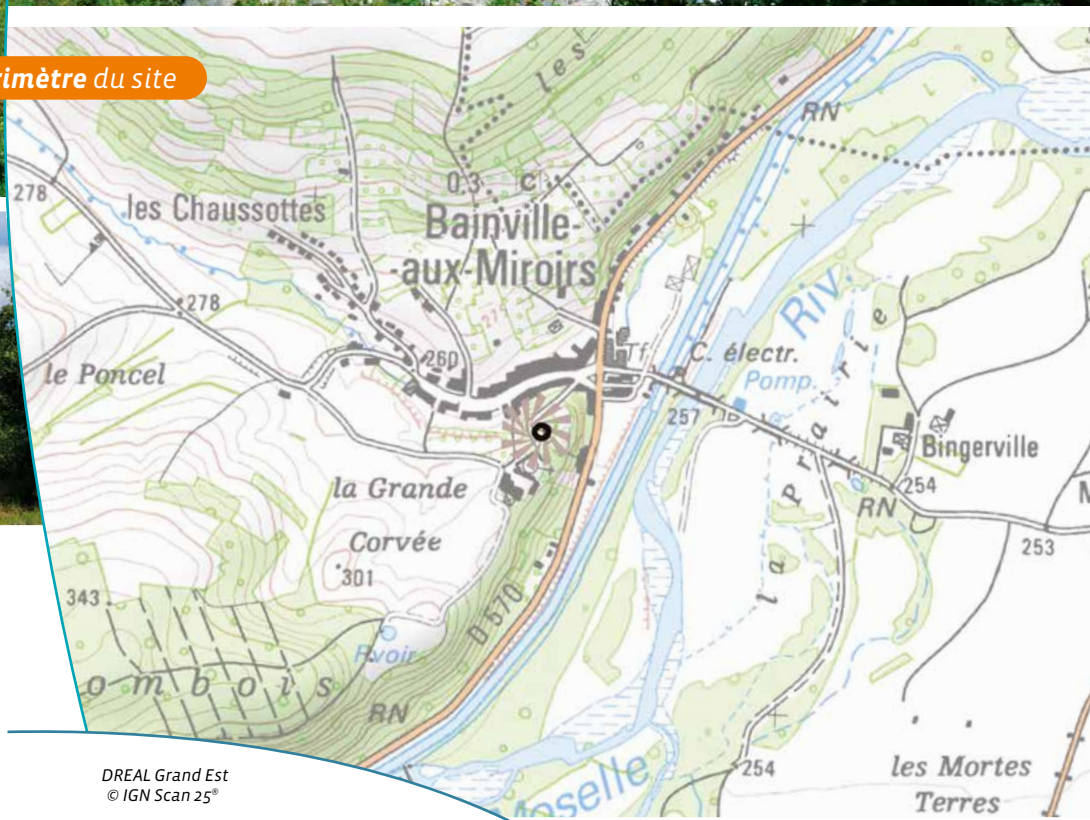 imètre du site
les
RN
278
les Chaussottes
0.3 C
Bainville-
-aux-Miroirs
278
Riv.
260
Tf
C. électr.
le Poncel
Pomp.
257
la Prairie
Bingerville
la Grande
254
RN
Corvée
253
301
343
D 570
Rvoir
ombois
RN
254
les Mortes
Terres
Moselle
DREAL Grand Est
© IGN Scan 25®